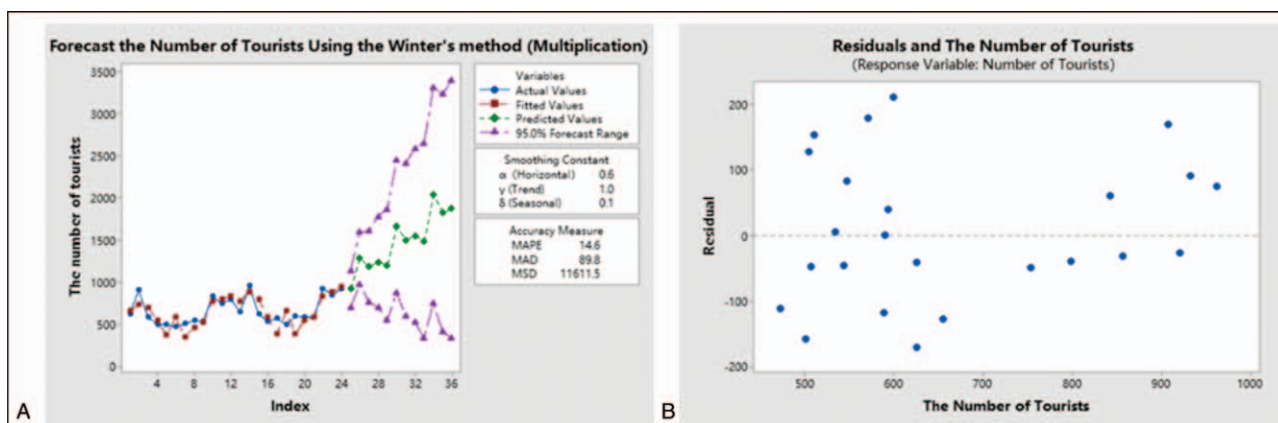 Forecast the Number of Tourists Using the Winter's method (Multiplication)
The number of tourists
3500
3000
2500
2000
1500
1000
500
0
4
8
12
16
20
24
28
32
36
Index
Variables
Actual Values
Fitted Values
Predicted Values
95.0% Forecast Range
Smoothing Constant
α (Horizontal) 0.6
γ (Trend) 1.0
δ (Seasonal) 0.1
Accuracy Measure
MAPE 14.6
MAD 89.8
MSD 11611.5
A
Residuals and The Number of Tourists
(Response Variable: Number of Tourists)
Residual
200
100
0
-100
-200
500
600
700
800
900
1000
The Number of Tourists
B